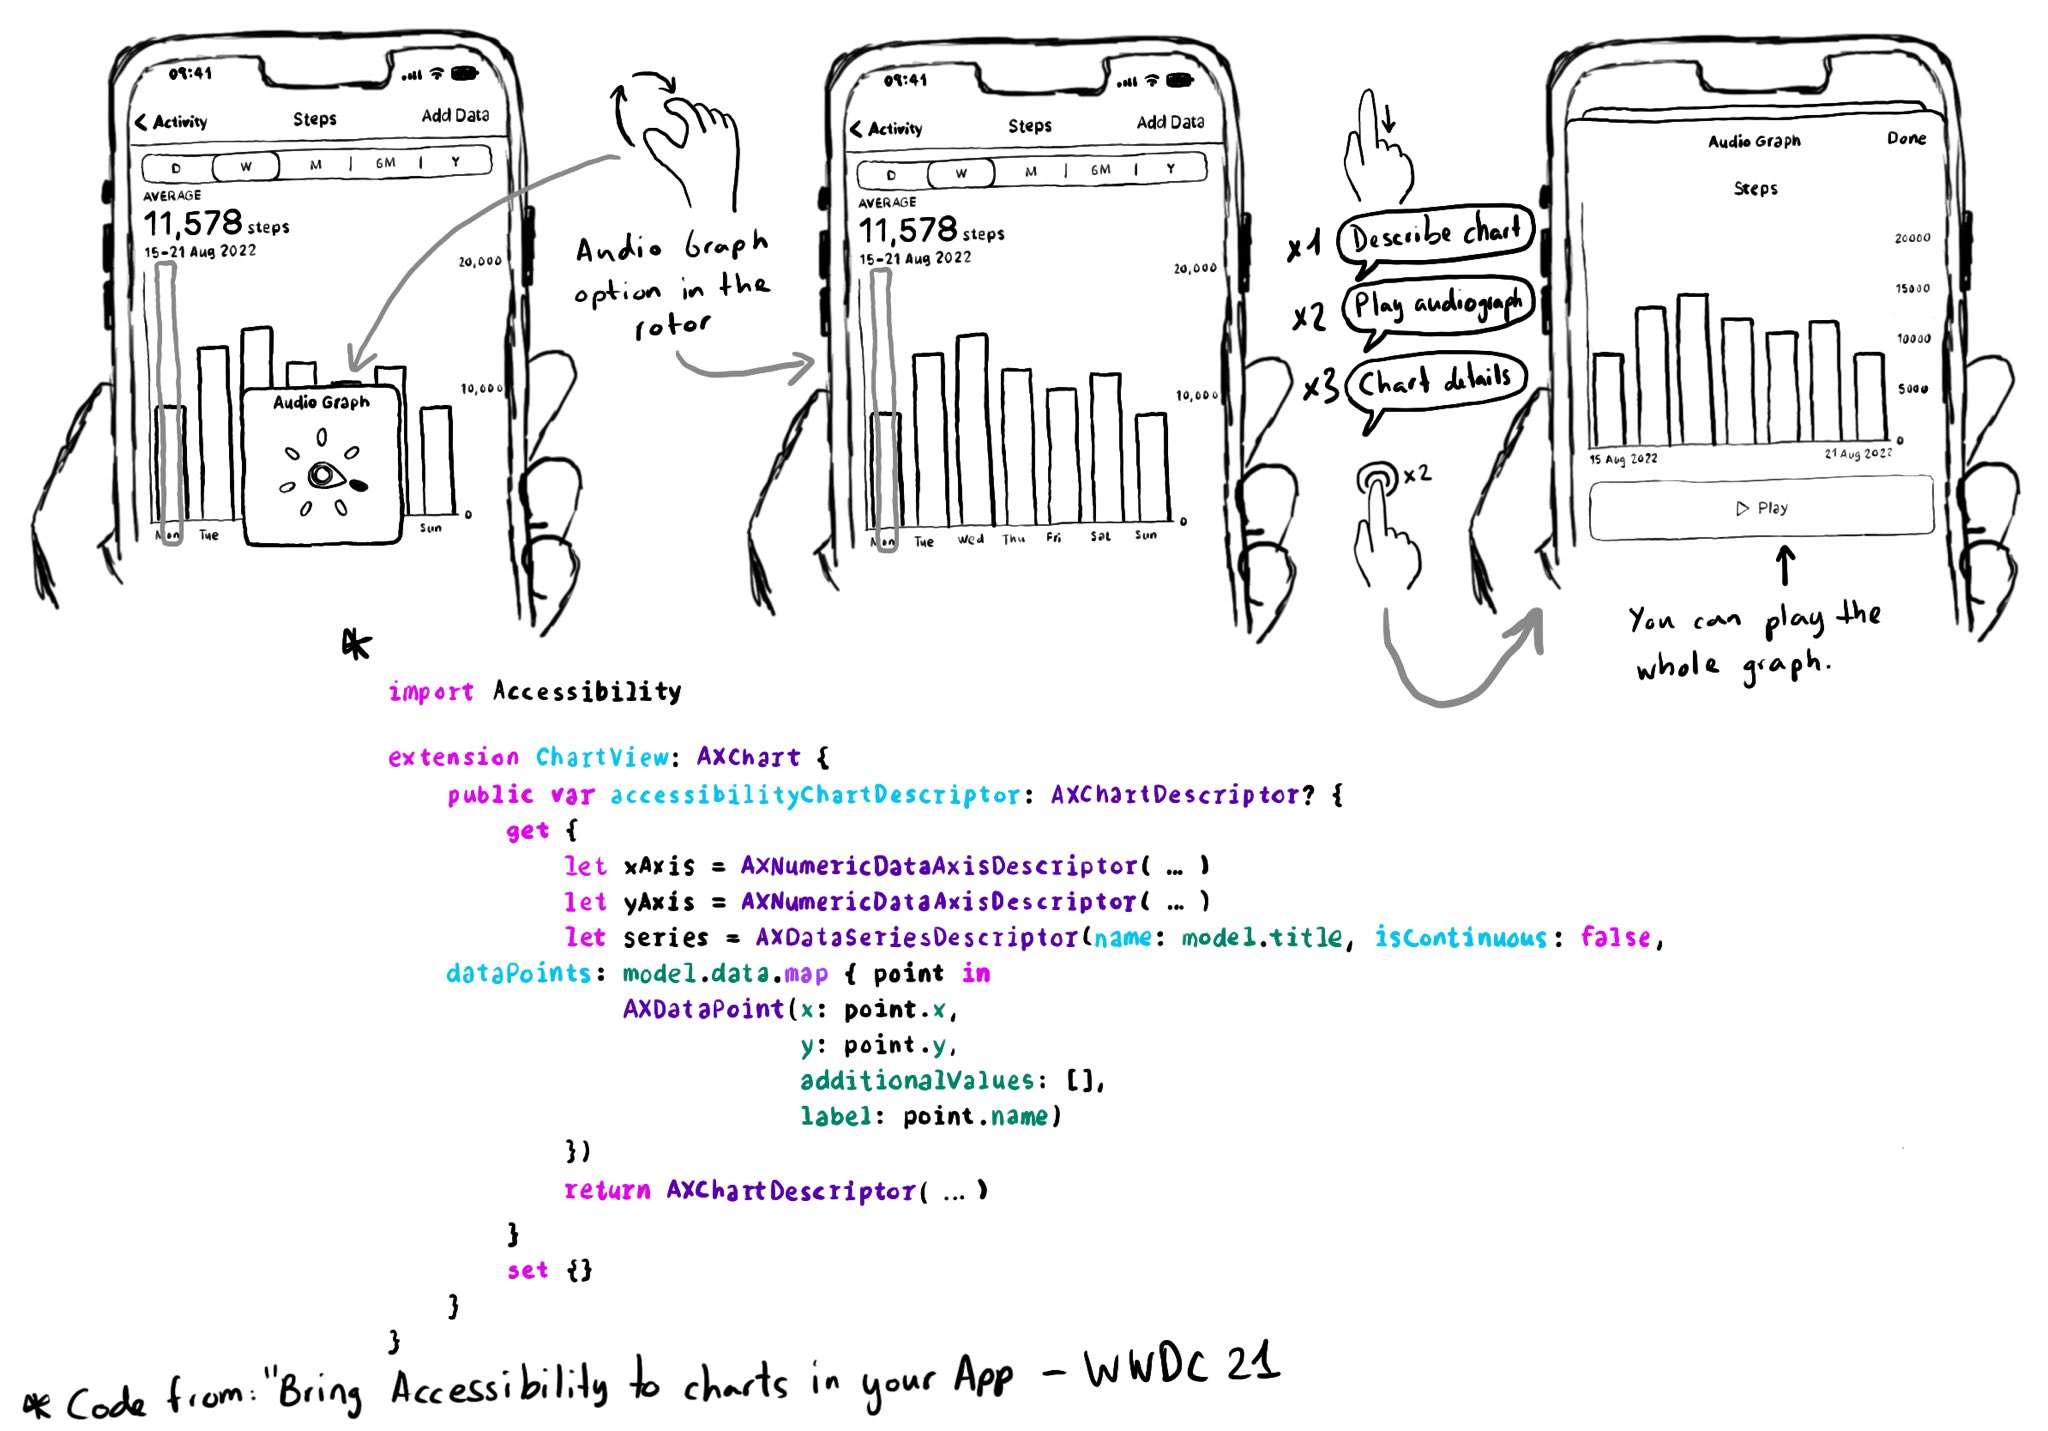 09:41
< Activity
Steps
Add Data
D
W
M
6M
Y
AVERAGE
11,578 steps
15-21 Aug 2022
20,000
10,000
0
Audio Graph
Mon
Tue
Sun
Audio Graph
option in the
rotor
09:41
< Activity
Steps
Add Data
D
W
M
6M
Y
AVERAGE
11,578 steps
15-21 Aug 2022
20,000
10,000
0
Mon
Tue
Wed
Thu
Fri
Sat
Sun
x1 Describe chart
x2 Play audiograph
x3 Chart details
x2
Audio Graph
Done
Steps
20000
15000
10000
5000
0
15 Aug 2022
21 Aug 2022
Play
You can play the
whole graph.
*
import Accessibility
extension ChartView: AXChart {
public var accessibilityChartDescriptor: AXChartDescriptor? {
get {
let xAxis = AXNumericDataAxisDescriptor( ... )
let yAxis = AXNumericDataAxisDescriptor( ... )
let series = AXDataSeriesDescriptor(name: model.title, isContinuous: false,
dataPoints: model.data.map { point in
AXDataPoint(x: point.x,
y: point.y,
additionalValues: [],
label: point.name)
})
return AXChartDescriptor( ... )
}
set {}
}
}
* Code from: "Bring Accessibility to charts in your App - WWDC 21